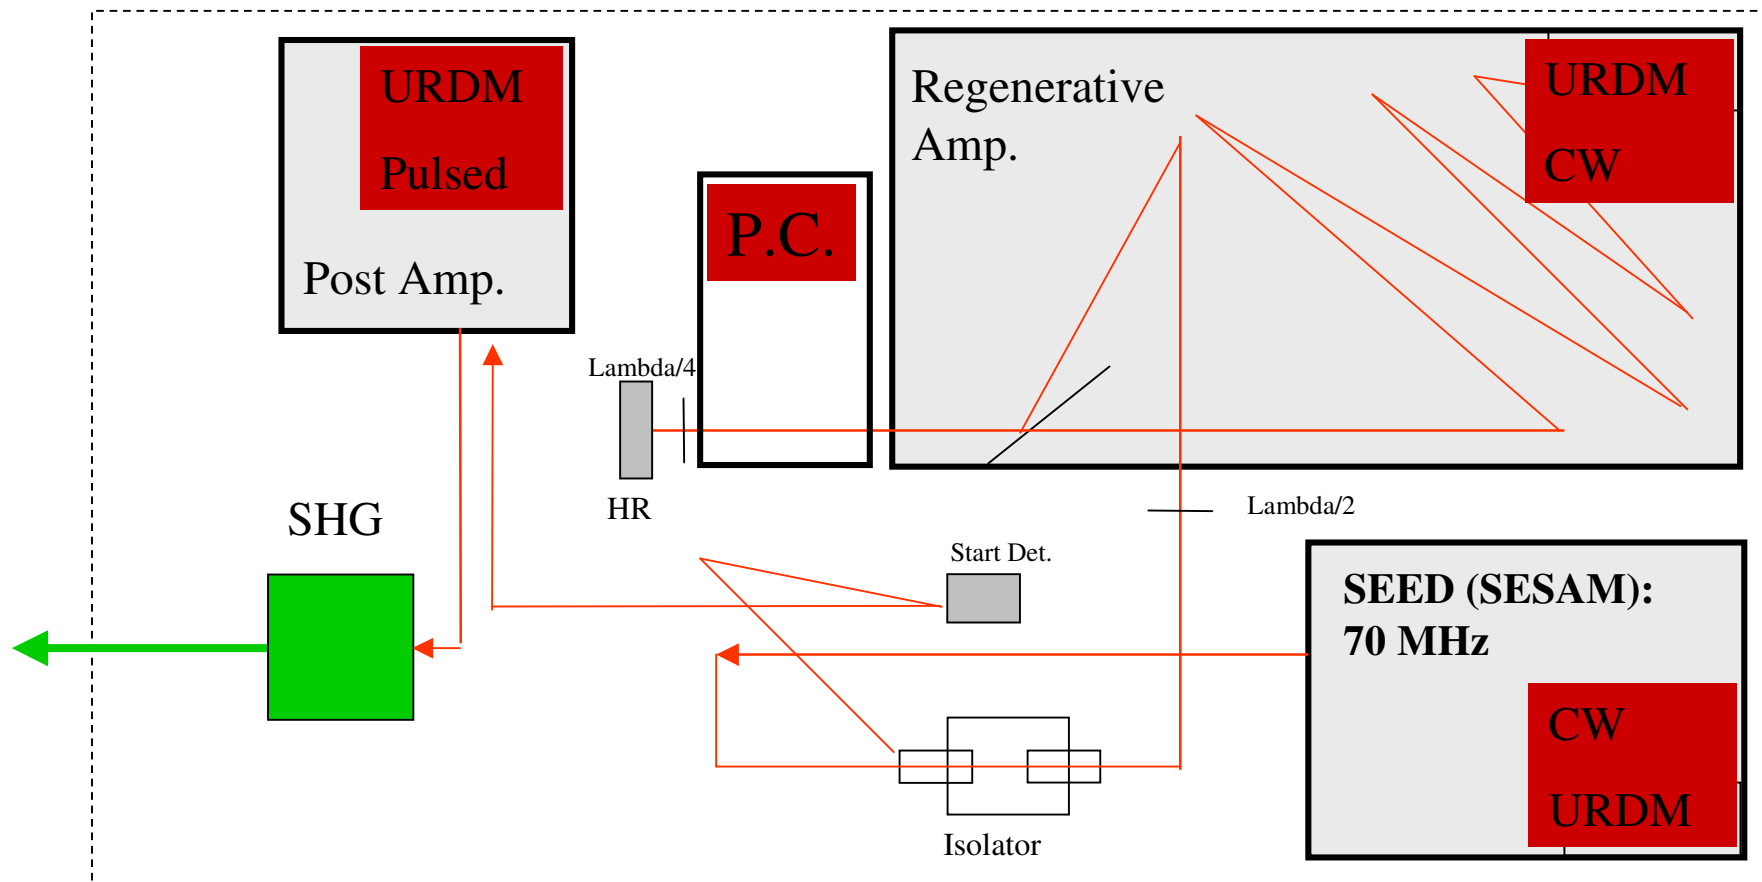 URDM
Pulsed
Post Amp.
P.C.
Regenerative
Amp.
URDM
CW
Lambda/4
HR
SHG
Lambda/2
Start Det.
SEED (SESAM):
70 MHz
CW
URDM
Isolator